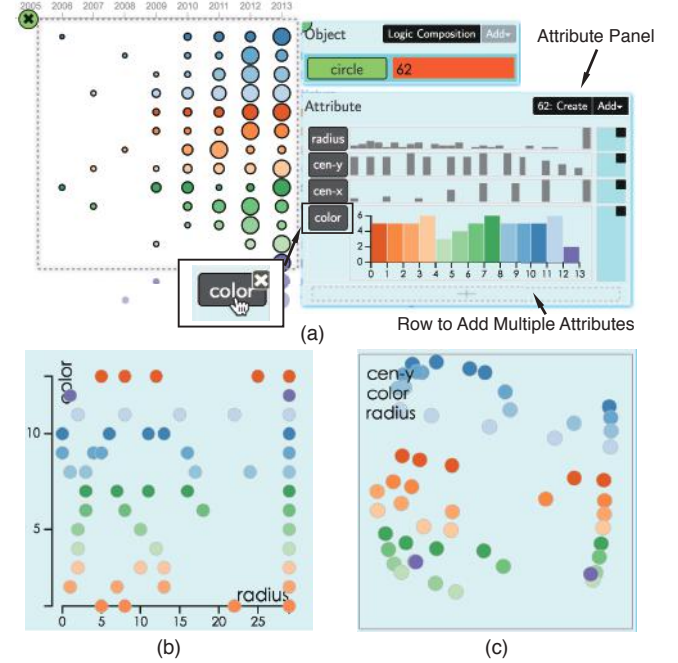 2005 2006 2007 2008 2009 2010 2011 2012 2013
Object Logic Composition Add
circle 62
Attribute Panel
Attribute 62: Create Add
radius
cen-y
cen-x
color
6
4
2
0 1 2 3 4 5 6 7 8 9 10 11 12 13
color
Row to Add Multiple Attributes
(a)
color
10
5
radius
0 5 10 15 20 25
(b)
cen-y
color
radius
(c)